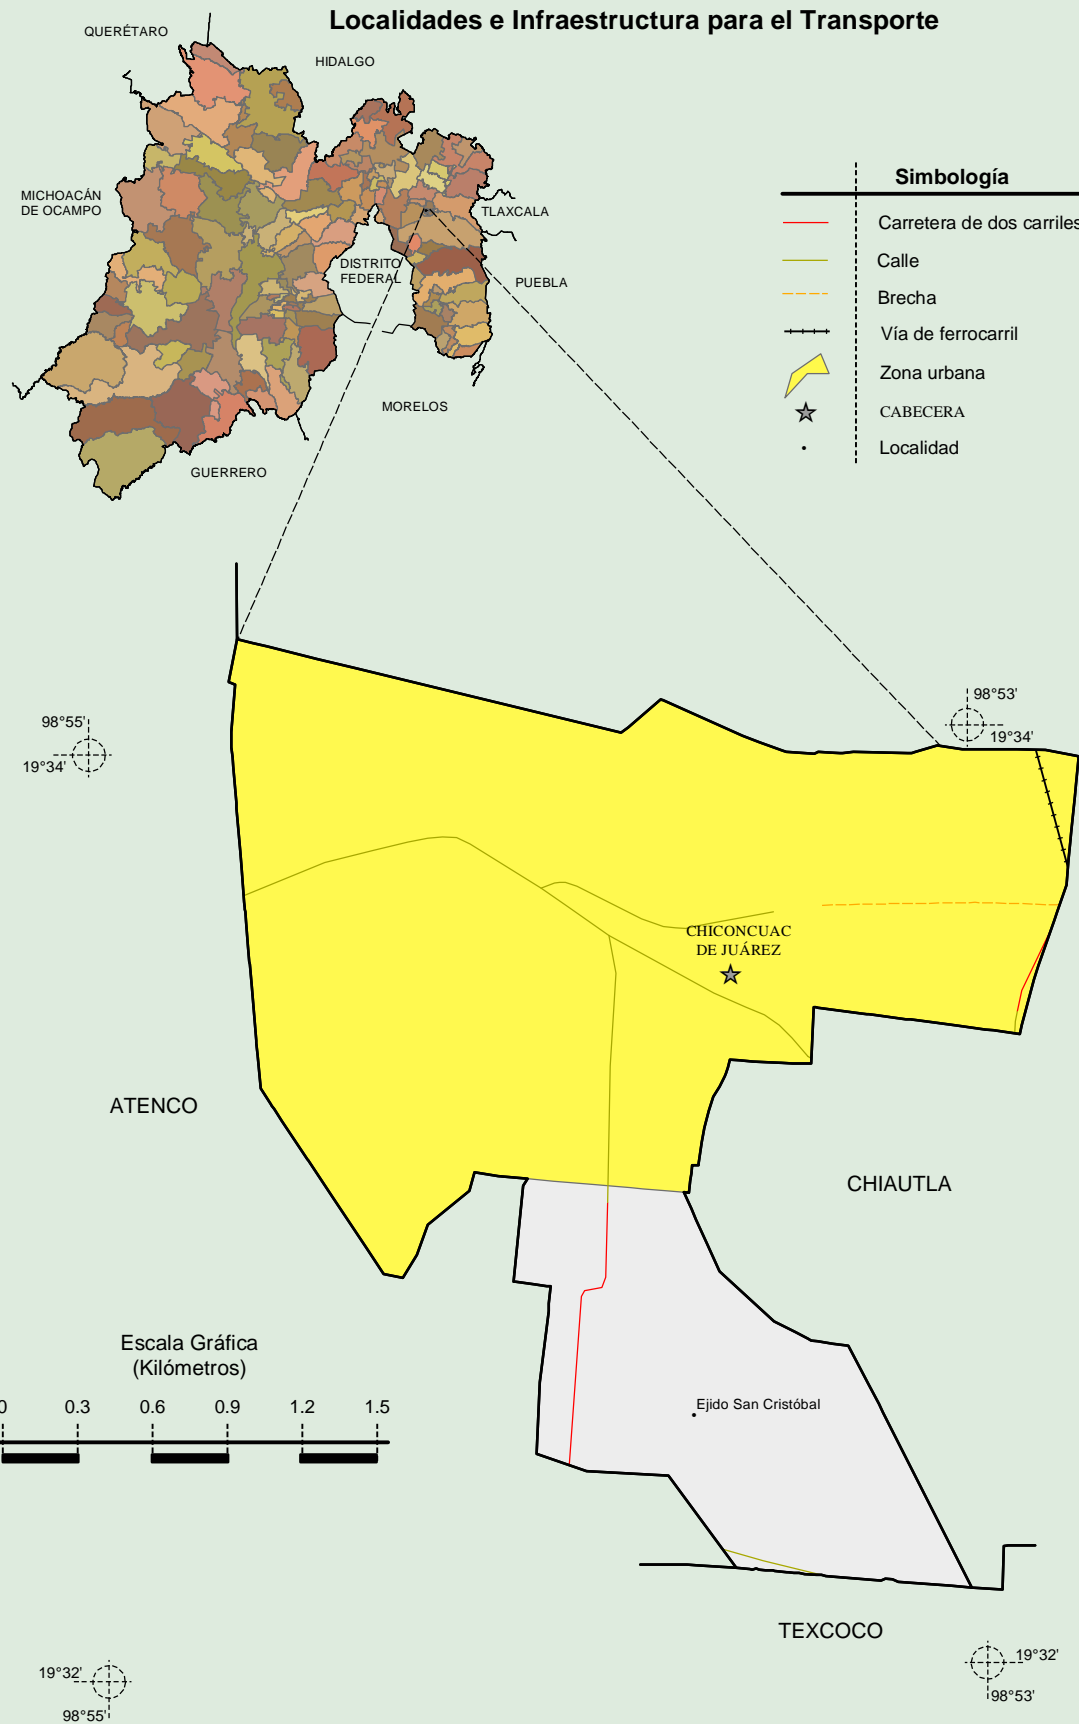 Localidades e Infraestructura para el Transporte
QUERÉTARO
HIDALGO
MICHOACÁN
DE OCAMPO
TLAXCALA
DISTRITO
FEDERAL
PUEBLA
MORELOS
GUERRERO
Simbología
Carretera de dos carriles
Calle
Brecha
Vía de ferrocarril
Zona urbana
CABECERA
Localidad
98°55'
19°34'
98°53'
19°34'
CHICONCUAC
DE JUÁREZ
ATENCO
CHIAUTLA
Escala Gráfica
(Kilómetros)
0 0.3 0.6 0.9 1.2 1.5
Ejido San Cristóbal
TEXCOCO
19°32'
98°55'
19°32'
98°53'